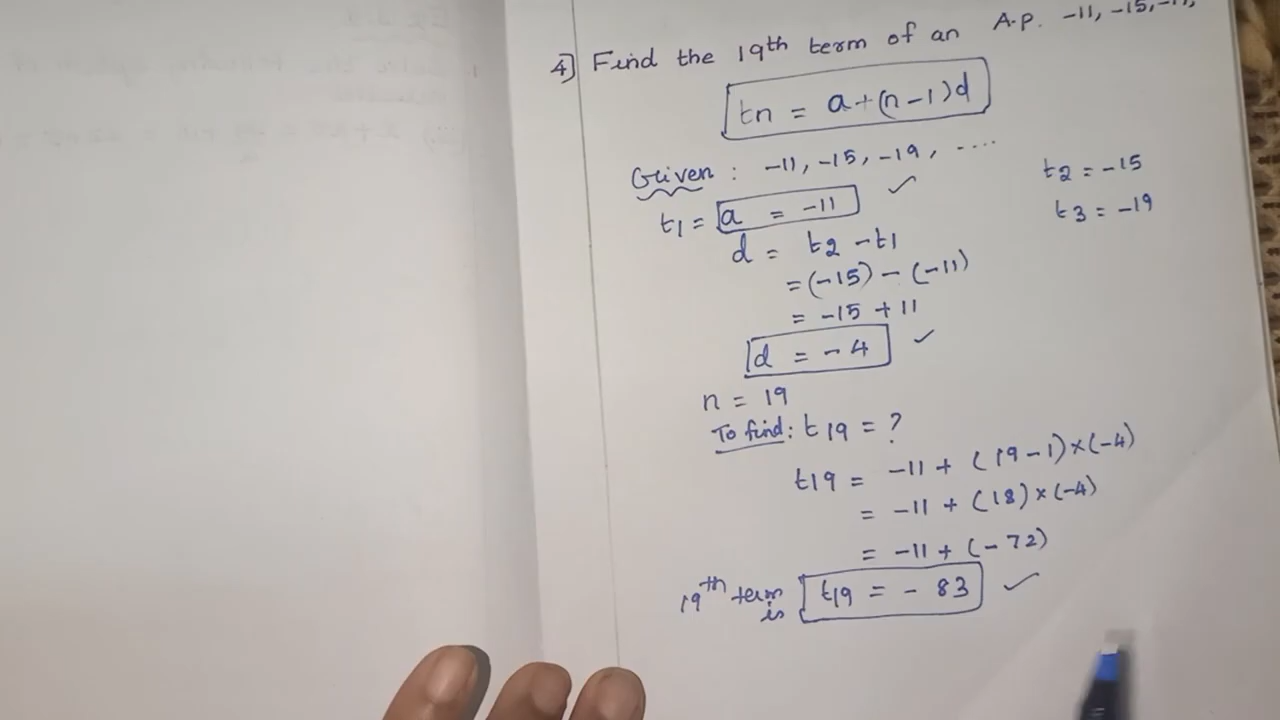 4] Find the 19th term of an A.p. -11, -15, -19,
tn = a+(n-1)d
Given : -11, -15, -19, ....
t2 = -15
t1 = a = -11 ✓
t3 = -19
d = t2 - t1
= (-15) - (-11)
= -15 + 11
d = -4 ✓
n = 19
To find: t19 = ?
t19 = -11 + (19-1)×(-4)
= -11 + (18)×(-4)
= -11 + (-72)
19th term is t19 = -83 ✓